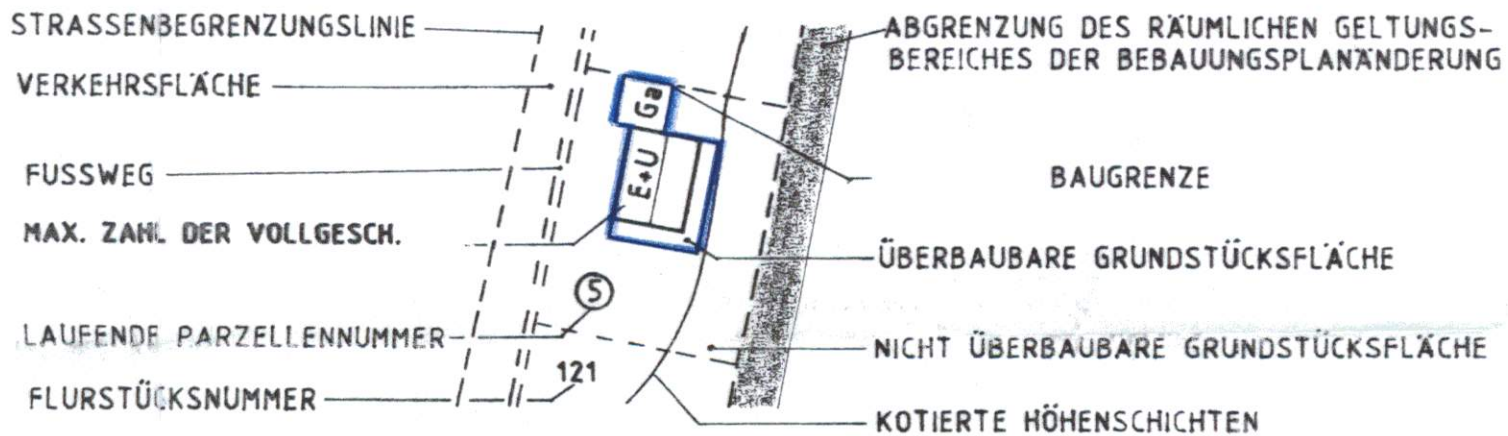 STRASSENBEGRENZUNGSLINIE
VERKEHRSFLÄCHE
FUSSWEG
MAX. ZAHL DER VOLLGESCH.
LAUFENDE PARZELLENNUMMER
FLURSTÜCKSNUMMER
Ga
E+U
5
121
ABGRENZUNG DES RÄUMLICHEN GELTUNGS-
BEREICHES DER BEBAUUNGSPLANÄNDERUNG
BAUGRENZE
ÜBERBAUBARE GRUNDSTÜCKSFLÄCHE
NICHT ÜBERBAUBARE GRUNDSTÜCKSFLÄCHE
KOTIERTE HÖHENSCHICHTEN